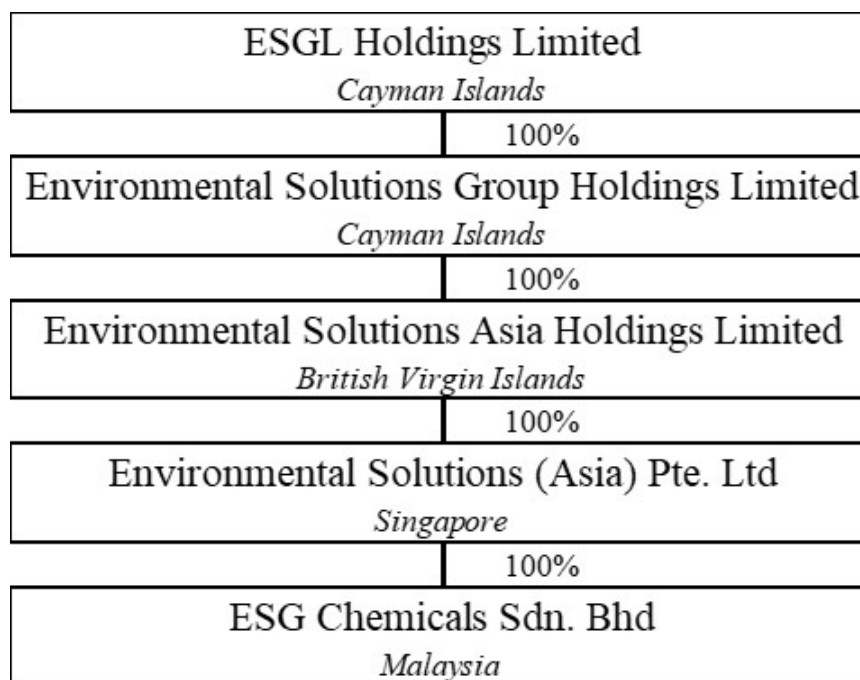 ESGL Holdings Limited
Cayman Islands
100%
Environmental Solutions Group Holdings Limited
Cayman Islands
100%
Environmental Solutions Asia Holdings Limited
British Virgin Islands
100%
Environmental Solutions (Asia) Pte. Ltd
Singapore
100%
ESG Chemicals Sdn. Bhd
Malaysia